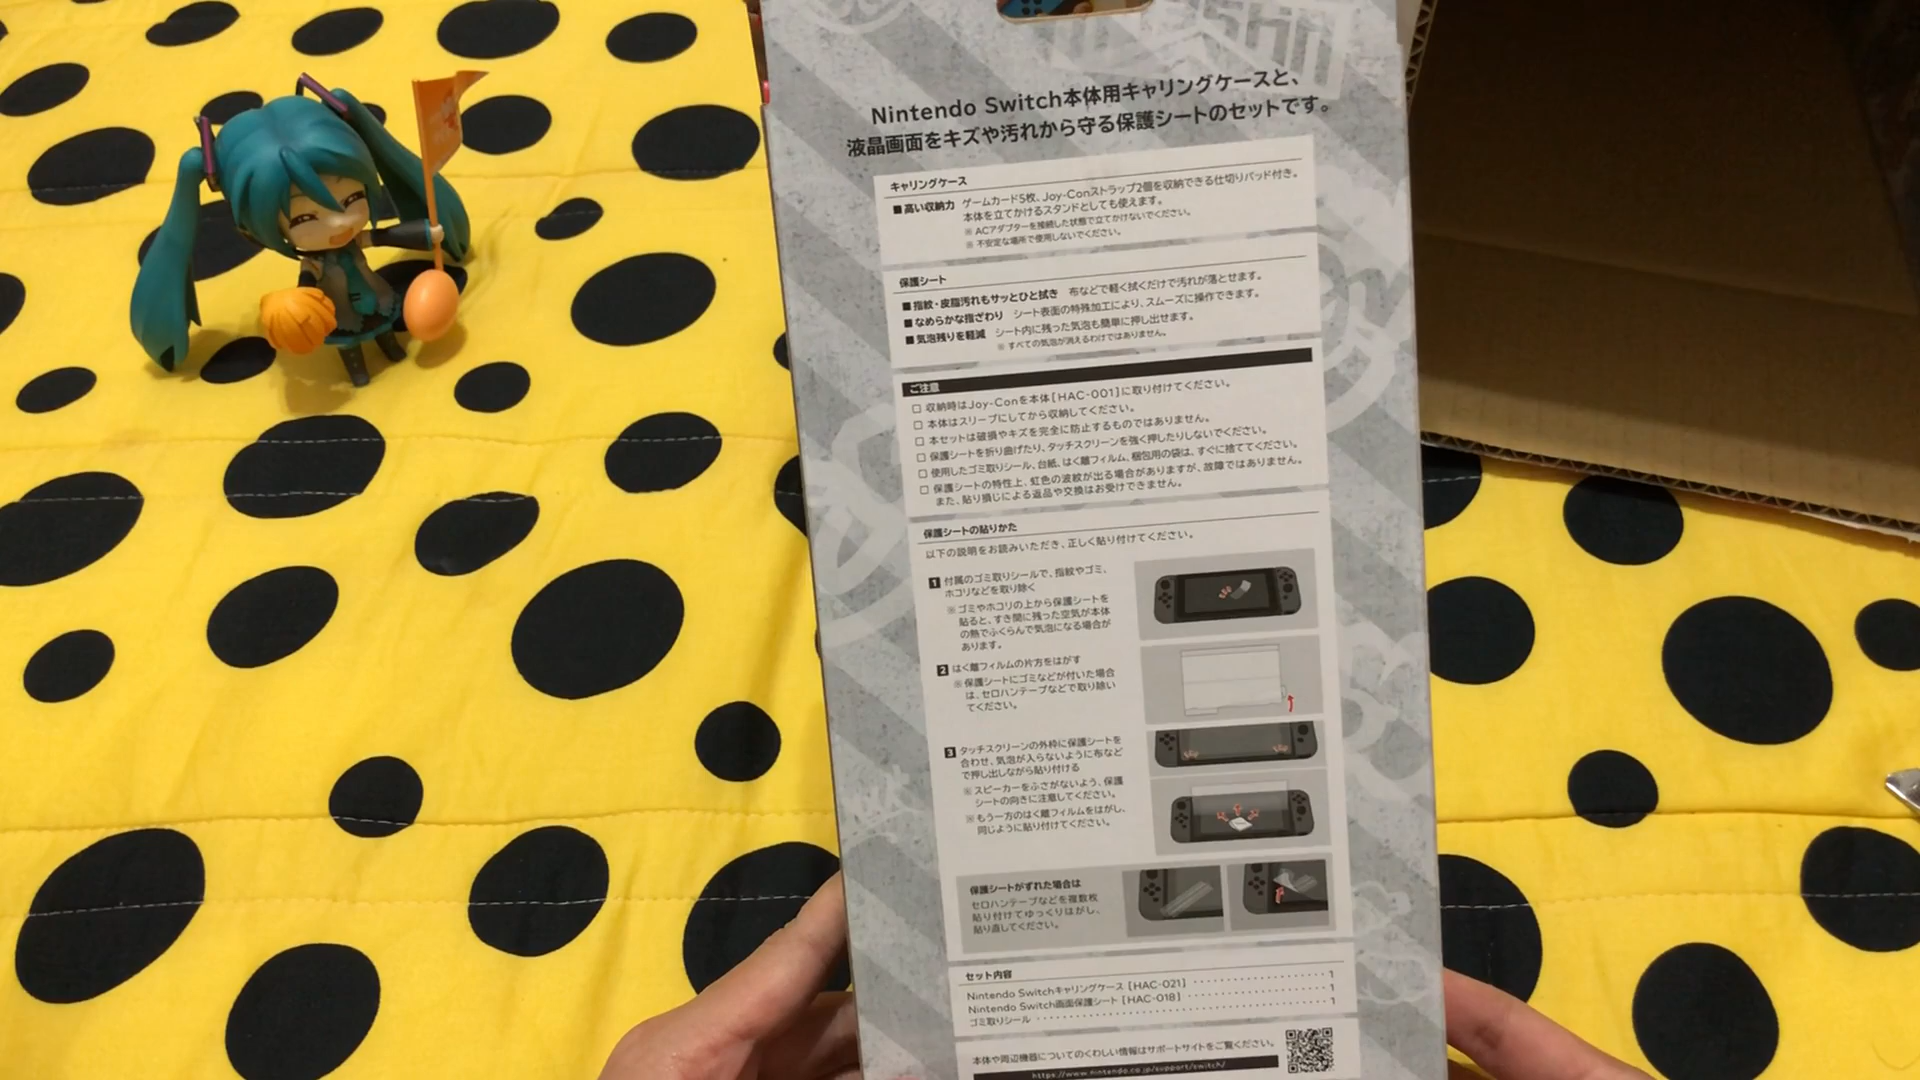 Nintendo Switch本体用キャリングケースと、
液晶画面をキズや汚れから守る保護シートのセットです。
キャリングケース
■高い収納力 ゲームカード5枚、Joy-Conストラップ2個を収納できる仕切りパッド付き。
本体を立てかけるスタンドとしても使えます。
※ ACアダプターを接続した状態で立てかけないでください。
※ 不安定な場所で使用しないでください。
保護シート
■指紋・皮脂汚れもサッとひと拭き 布などで軽く拭くだけで汚れが落とせます。
■なめらかな指ざわり シート表面の特殊加工により、スムーズに操作できます。
■気泡残りを軽減 シート内に残った気泡も簡単に押し出せます。
※ すべての気泡が消えるわけではありません。
ご注意
□ 収納時はJoy-Conを本体[HAC-001]に取り付けてください。
□ 本体はスリープにしてから収納してください。
□ 本セットは破損やキズを完全に防止するものではありません。
□ 保護シートを折り曲げたり、タッチスクリーンを強く押したりしないでください。
□ 使用したゴミ取りシール、台紙、はく離フィルム、梱包用の袋は、すぐに捨ててください。
□ 保護シートの特性上、虹色の波紋が出る場合がありますが、故障ではありません。
また、貼り損じによる返品や交換はお受けできません。
保護シートの貼りかた
以下の説明をお読みいただき、正しく貼り付けてください。
1 付属のゴミ取りシールで、指紋やゴミ、
ホコリなどを取り除く
※ ゴミやホコリの上から保護シートを
貼ると、すき間に残った空気が本体
の熱でふくらんで気泡になる場合が
あります。
2 はく離フィルムの片方をはがす
※ 保護シートにゴミなどが付いた場合
は、セロハンテープなどで取り除い
てください。
3 タッチスクリーンの外枠に保護シートを
合わせ、気泡が入らないように布など
で押し出しながら貼り付ける
※ スピーカーをふさがないよう、保護
シートの向きに注意してください。
※ もう一方のはく離フィルムをはがし、
同じように貼り付けてください。
保護シートがずれた場合は
セロハンテープなどを複数枚
貼り付けてゆっくりはがし、
貼り直してください。
セット内容
Nintendo Switchキャリングケース [HAC-021] ‥‥‥‥‥‥‥ 1
Nintendo Switch画面保護シート [HAC-018] ‥‥‥‥‥‥‥ 1
ゴミ取りシール ‥‥‥‥‥‥‥‥‥‥‥‥‥‥ 1
本体や周辺機器についてのくわしい情報はサポートサイトをご覧ください。
https://www.nintendo.co.jp/support/switch/